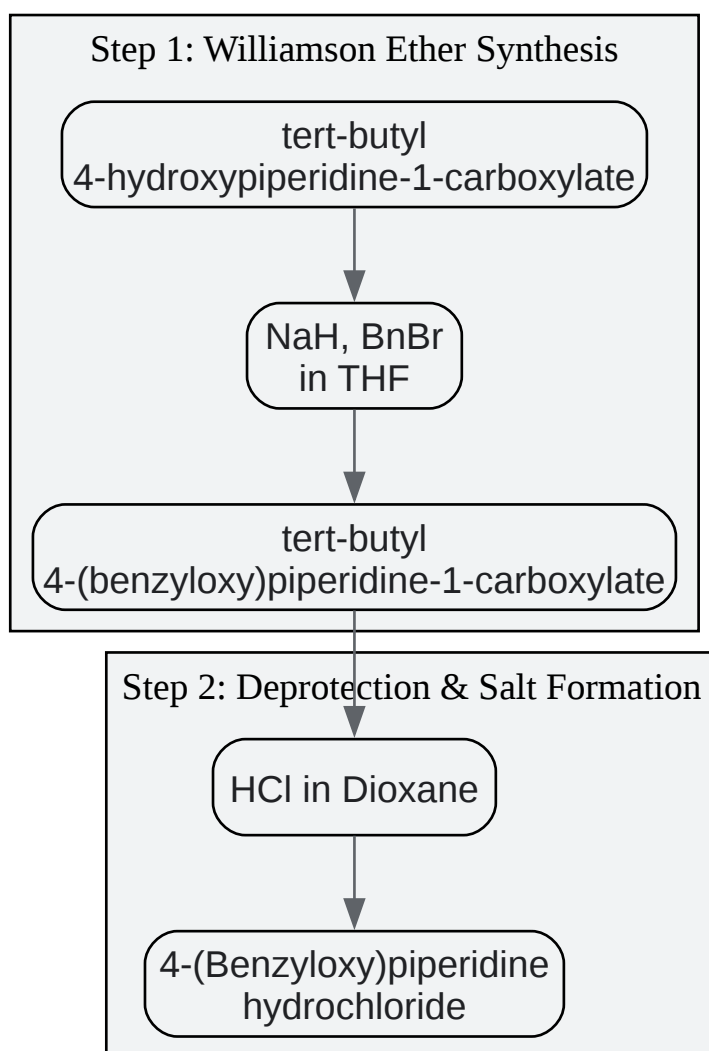 Step 1: Williamson Ether Synthesis
tert-butyl
4-hydroxypiperidine-1-carboxylate
NaH, BnBr
in THF
tert-butyl
4-(benzyloxy)piperidine-1-carboxylate
Step 2: Deprotection & Salt Formation
HCl in Dioxane
4-(Benzyloxy)piperidine
hydrochloride